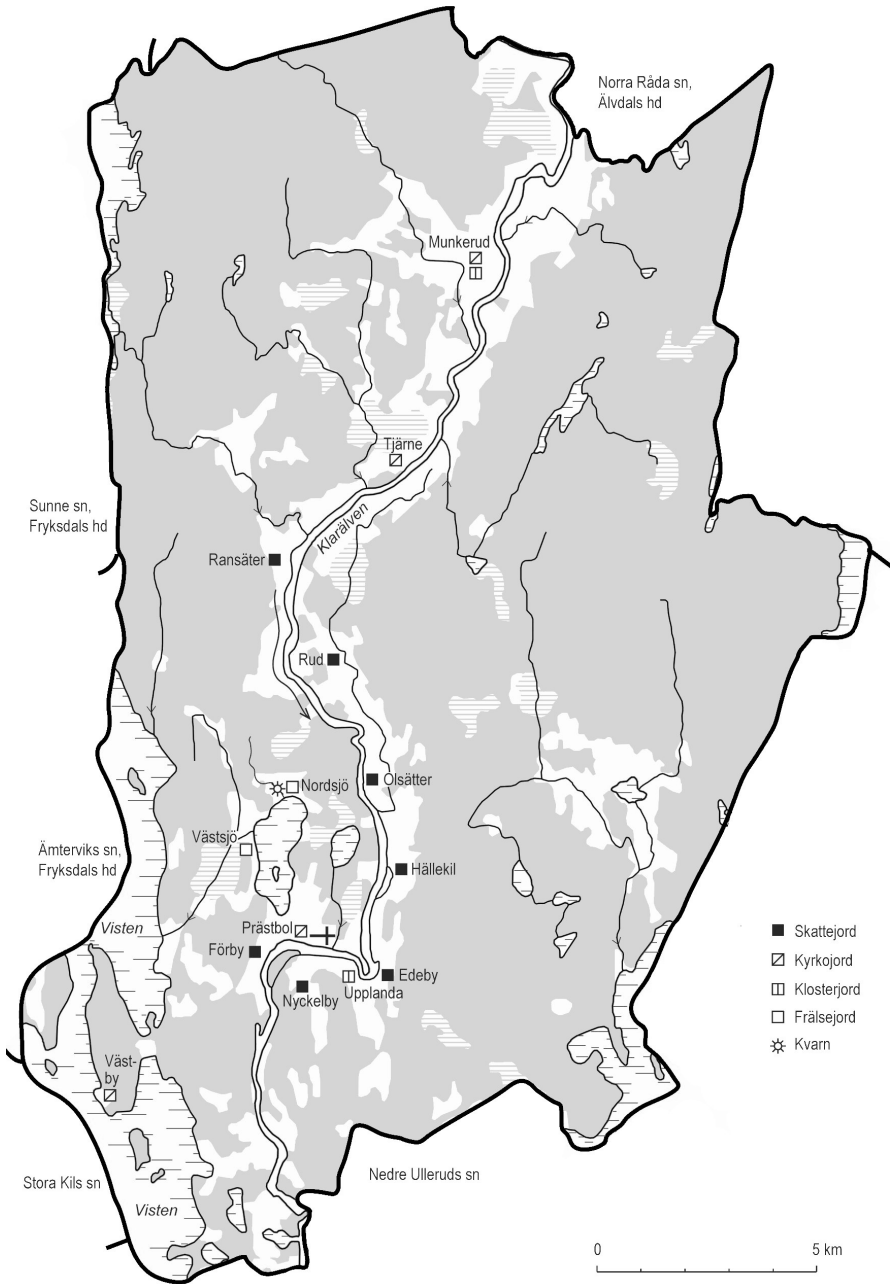 Norra Råda sn,
Älvdals hd
Munkerud
Tjärne
Sunne sn,
Fryksdals hd
Klarälven
Ransäter
Rud
Olsätter
Nordsjö
Västsjö
Ämterviks sn,
Fryksdals hd
Hällekil
Visten
Prästbol
Förby
Edeby
Upplanda
Nyckelby
Skattejord
Kyrkojord
Klosterjord
Frälsejord
Kvarn
Väst-
by
Stora Kils sn
Nedre Ulleruds sn
Visten
0 5 km